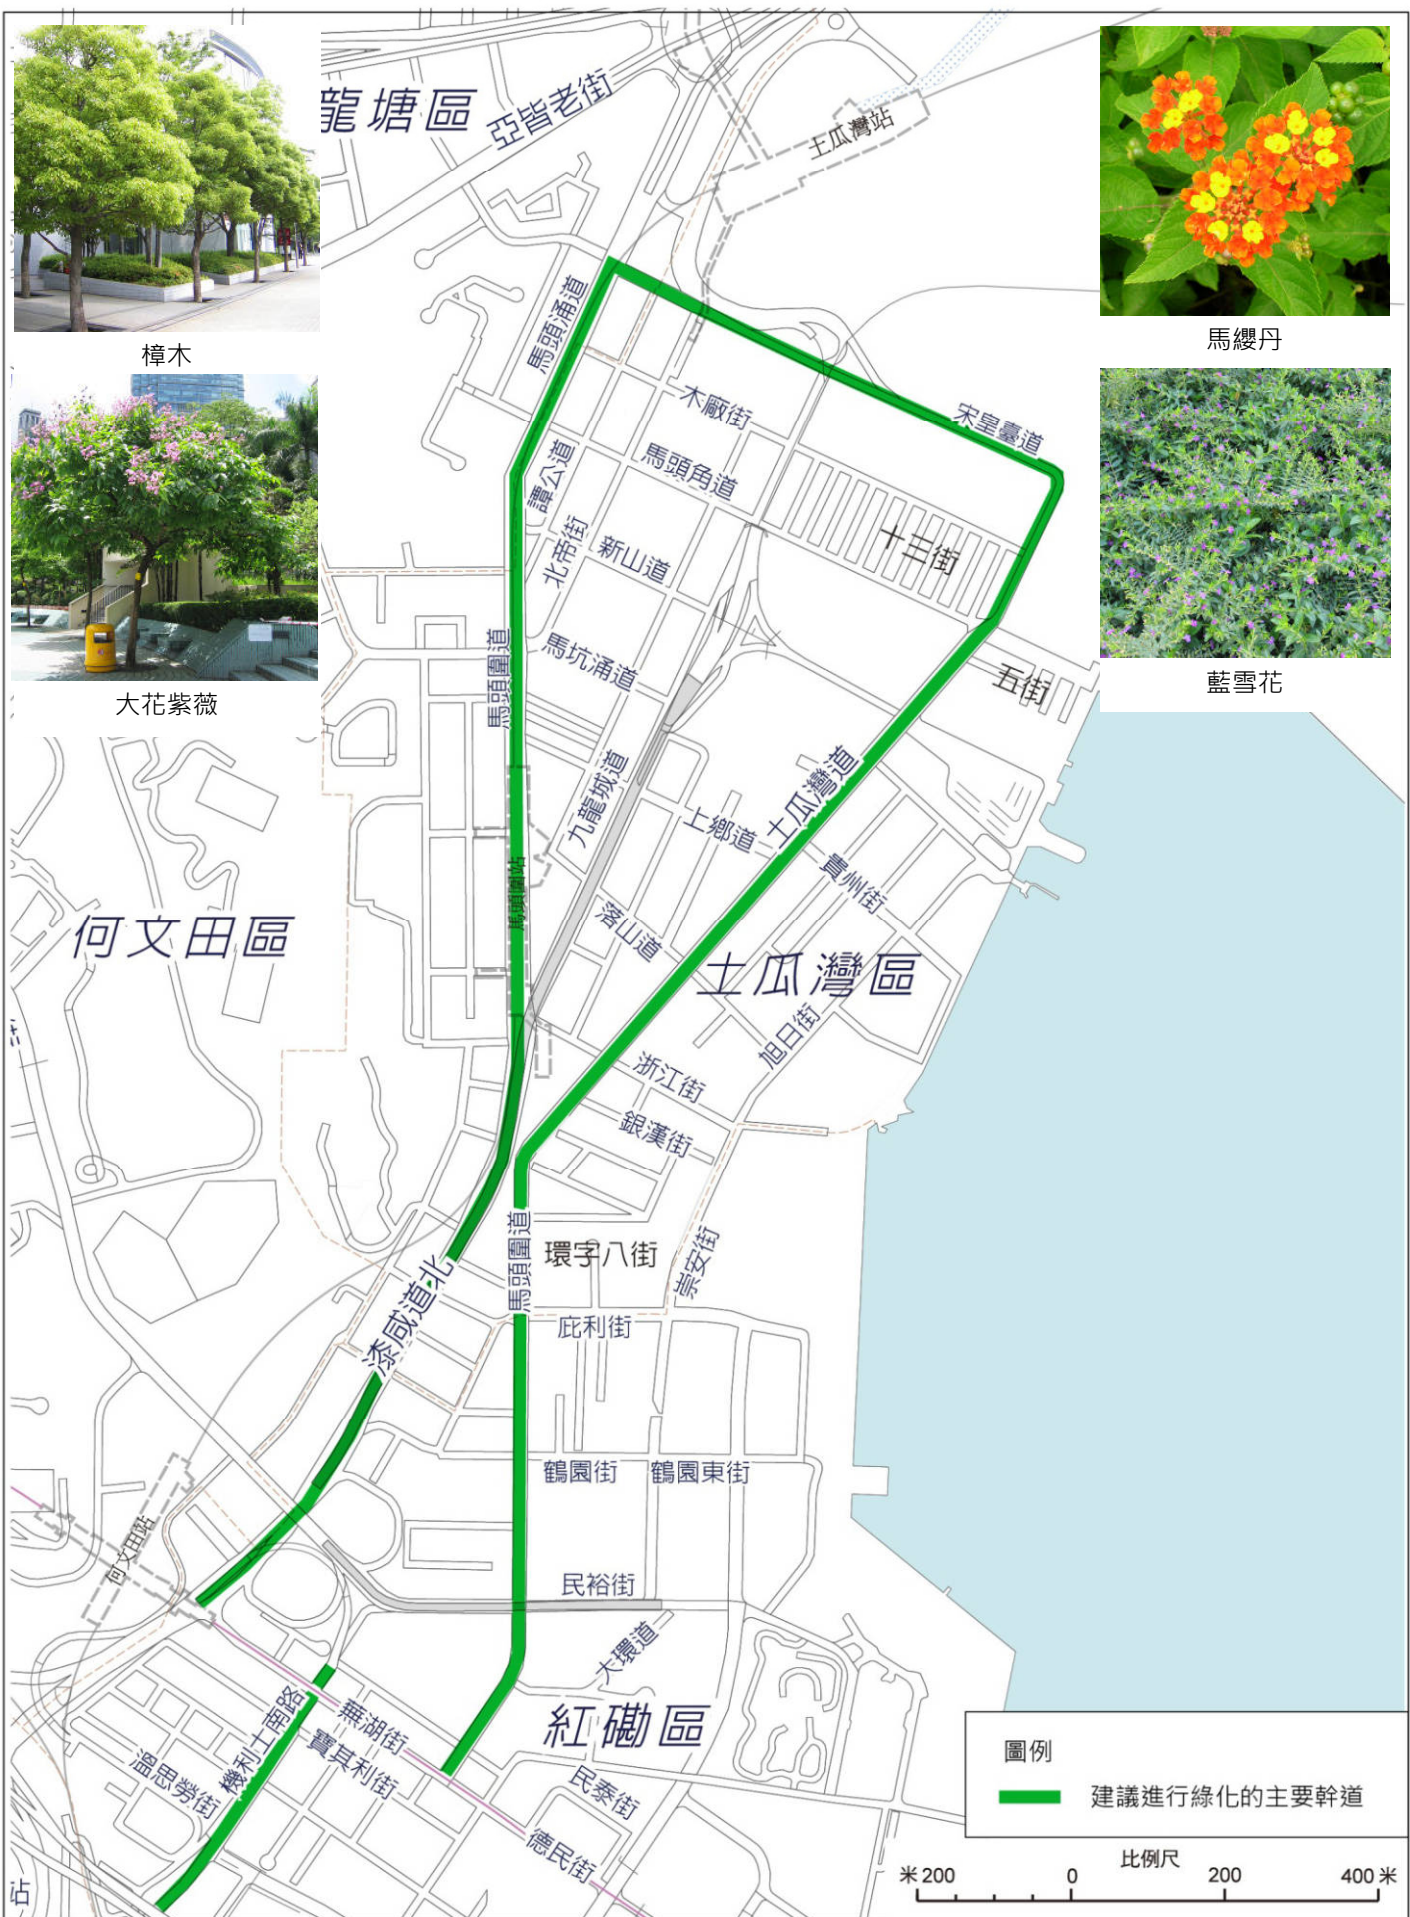 龍塘區
亞皆老街
土瓜灣站
樟木
馬纓丹
馬頭涌道
木廠街
宋皇臺道
馬頭角道
譚公道
北帝街
新山道
十三街
馬坑涌道
馬頭圍道
五街
藍雪花
大花紫薇
九龍城道
上鄉道
土瓜灣道
貴州街
馬頭圍站
落山道
何文田區
土瓜灣區
旭日街
浙江街
銀漢街
馬頭圍道
環字八街
崇安街
漆咸道北
庇利街
鶴園街
鶴園東街
何文田站
民裕街
大環道
機利士南路
蕪湖街
紅磡區
寶其利街
溫思勞街
民泰街
德民街
站
圖例
建議進行綠化的主要幹道
比例尺
米 200 0 200 400 米